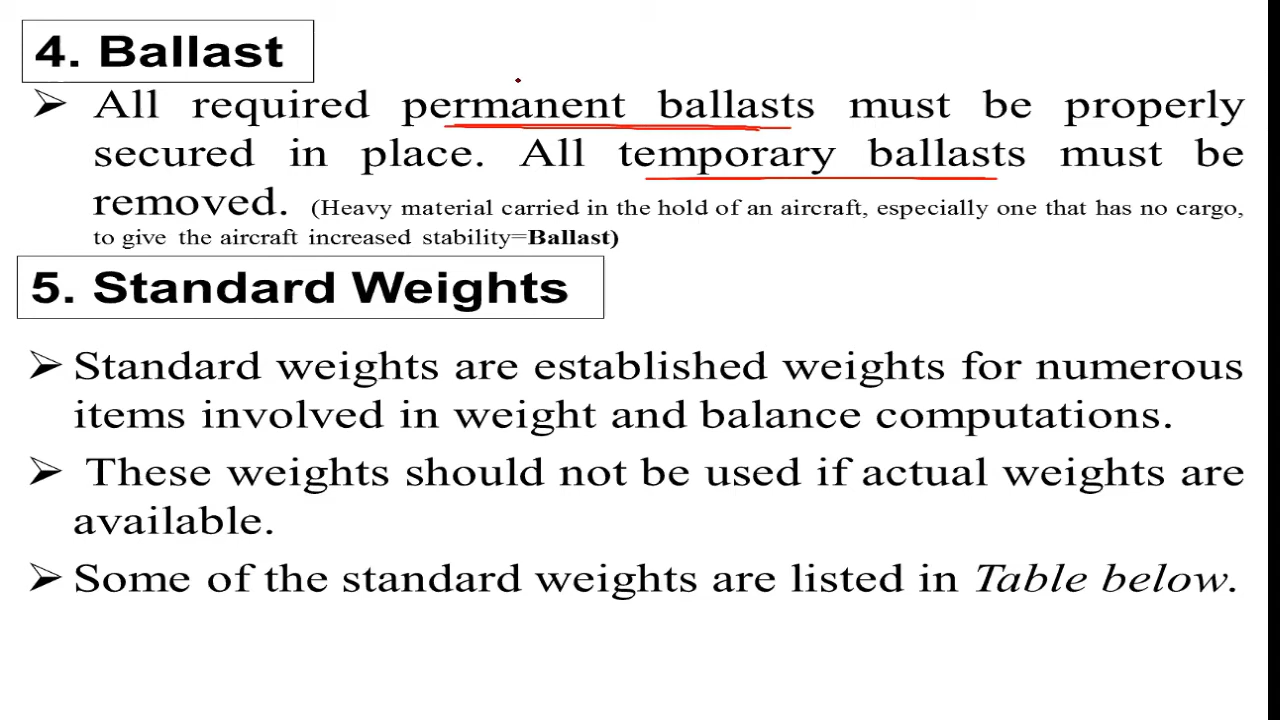 4. Ballast
➢ All required permanent ballasts must be properly
secured in place. All temporary ballasts must be
removed. (Heavy material carried in the hold of an aircraft, especially one that has no cargo,
to give the aircraft increased stability=Ballast)
5. Standard Weights
➢ Standard weights are established weights for numerous
items involved in weight and balance computations.
➢ These weights should not be used if actual weights are
available.
➢ Some of the standard weights are listed in Table below.